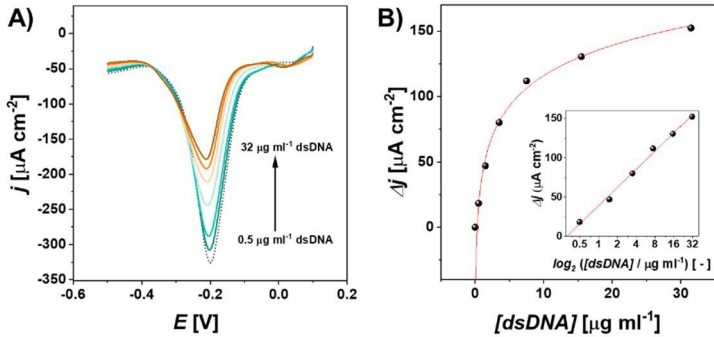 A)
0
-50
-100
-150
-200
-250
-300
-350
j [µA cm-2]
32 µg ml-1 dsDNA
0.5 µg ml-1 dsDNA
-0.6 -0.4 -0.2 0.0 0.2
E [V]
B)
150
100
50
0
Δj [µA cm-2]
0 10 20 30
[dsDNA] [µg ml-1]
150
100
50
0
Δj (µA cm-2)
0.5 1 2 4 8 16 32
log2 ([dsDNA] / µg ml-1) [ - ]